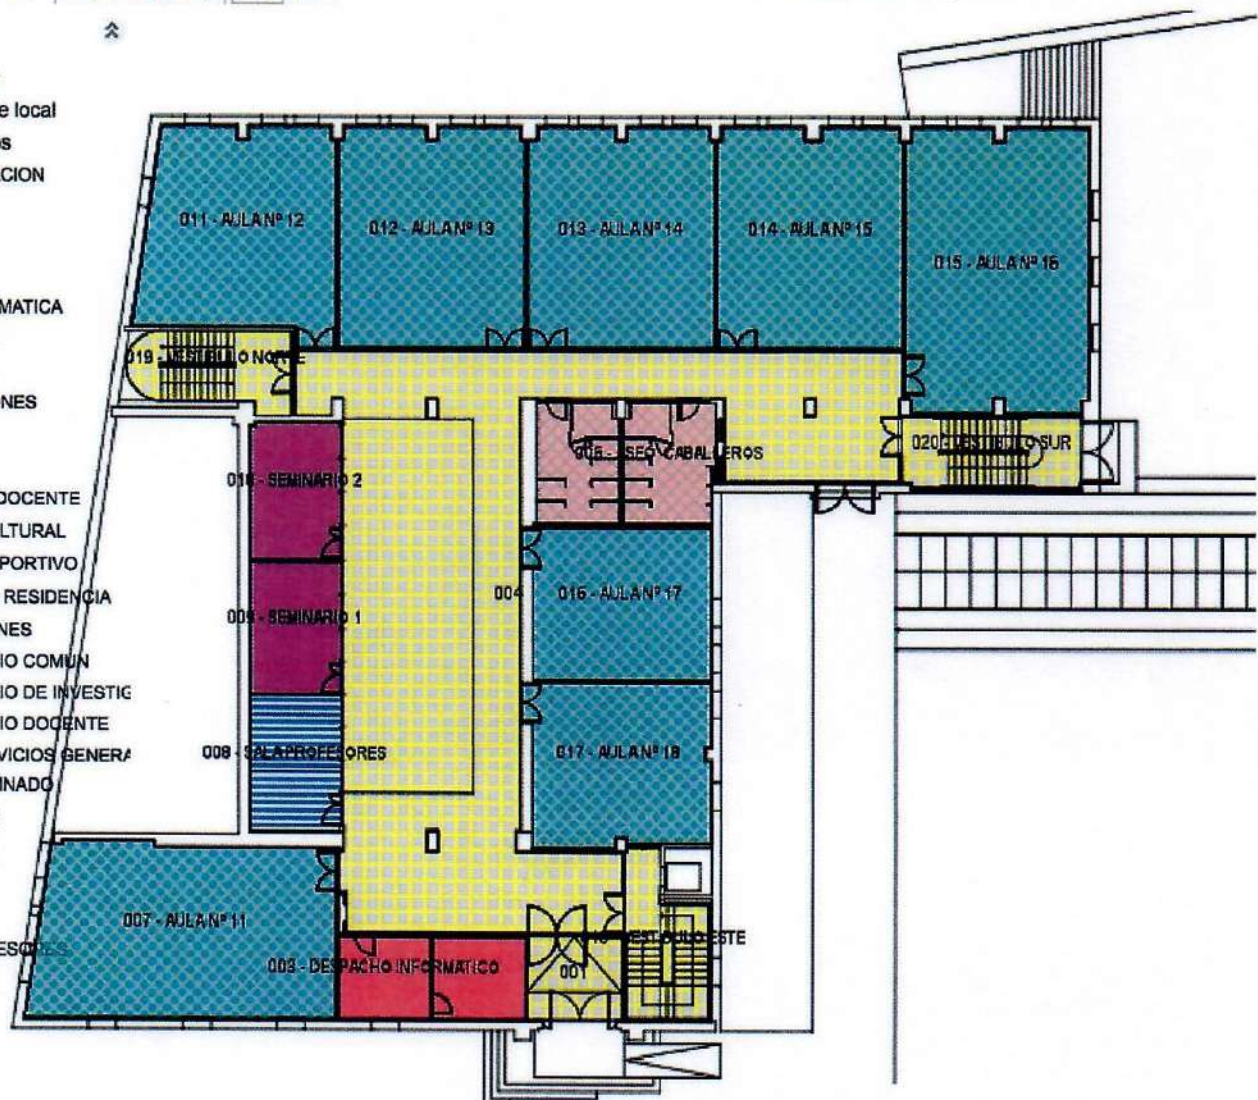 e local
os
CION
MATICA
NES
DOCENTE
LTURAL
PORTIVO
RESIDENCIA
NES
IO COMUN
IO DE INVESTIG
IO DOCENTE
VICIOS GENERA
INADO
ESORES
011 - AULA Nº 12
012 - AULA Nº 13
013 - AULA Nº 14
014 - AULA Nº 15
015 - AULA Nº 16
019 - VESTIBULO NORTE
020 - VESTIBULO SUR
ASEO CABALLEROS
SEMINARIO 2
009 - SEMINARIO 1
004
016 - AULA Nº 17
017 - AULA Nº 18
008 - SALA PROFESORES
007 - AULA Nº 11
003 - DESPACHO INFORMATICO
001
VESTIBULO ESTE